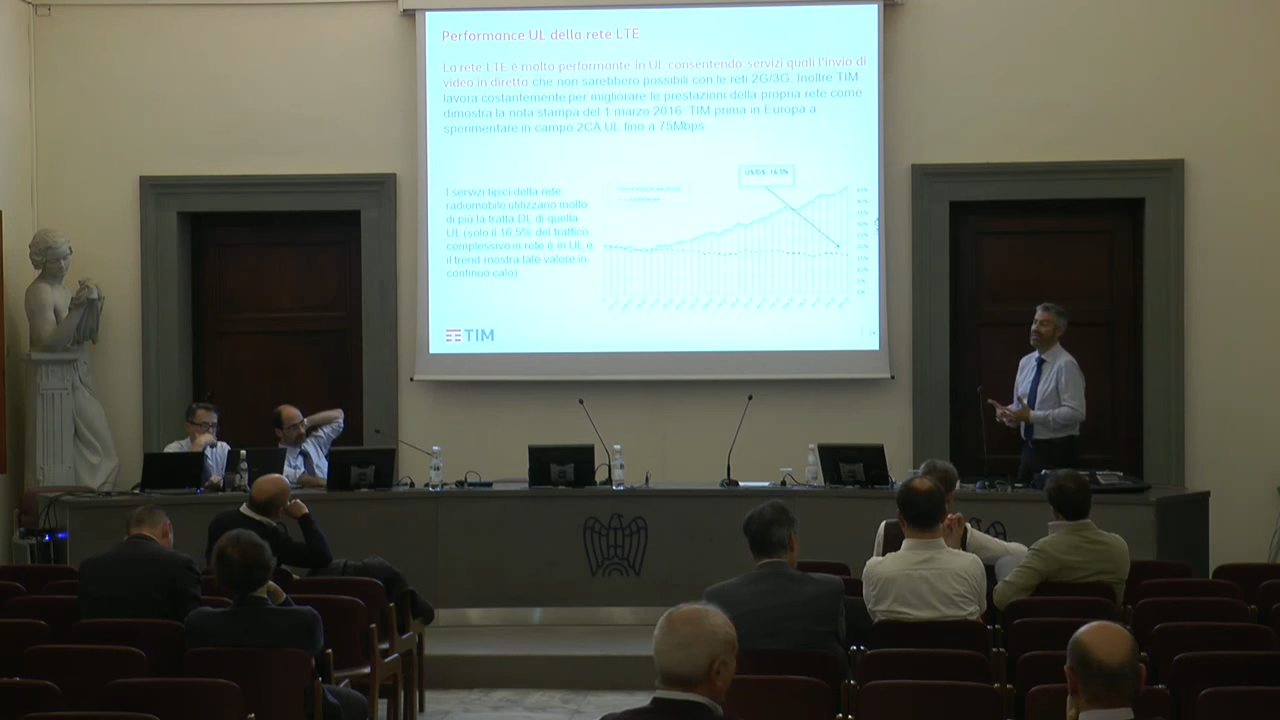 Performance UL della rete LTE
La rete LTE è molto performante in UL consentendo servizi quali l'invio di
video in diretta che non sarebbero possibili con le reti 2G/3G. Inoltre TIM
lavora costantemente per migliorare le prestazioni della propria rete come
dimostra la nota stampa del 1 marzo 2016: TIM prima in Europa a
sperimentare in campo 2CA UL fino a 75Mbps
I servizi tipici della rete
radiomobile utilizzano molto
di più la tratta DL di quella
UL (solo il 16.5% del traffico
complessivo in rete è in UL e
il trend mostra tale valore in
continuo calo)
TIM